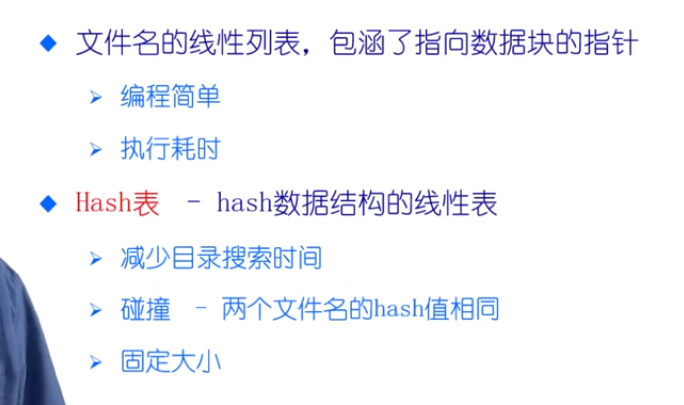 文件名的线性列表，包涵了指向数据块的指针
编程简单
执行耗时
Hash表 - hash数据结构的线性表
减少目录搜索时间
碰撞 - 两个文件名的hash值相同
固定大小